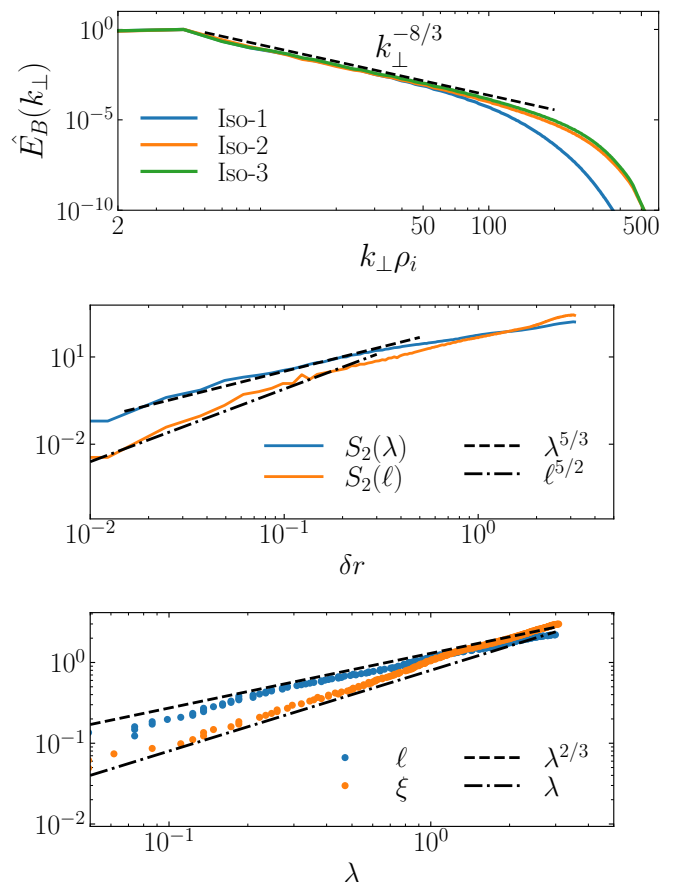 10^0
10^{-5}
10^{-10}
\hat{E}_B(k_⊥)
k_⊥^{-8/3}
Iso-1
Iso-2
Iso-3
2 50 100 500
k_⊥ρ_i
10^1
10^{-2}
S_2(λ) λ^{5/3}
S_2(ℓ) ℓ^{5/2}
10^{-2} 10^{-1} 10^0
δr
10^0
10^{-1}
10^{-2}
ℓ λ^{2/3}
ξ λ
10^{-1} 10^0
λ